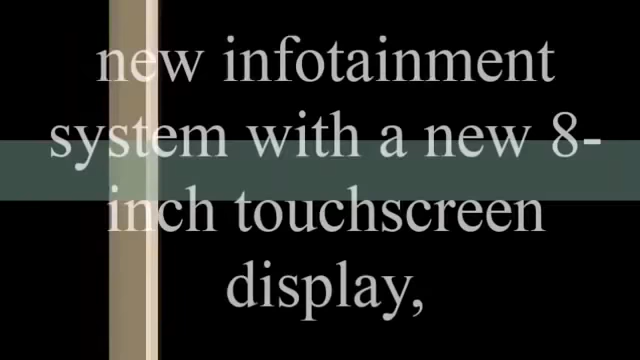 new infotainment
system with a new 8-
inch touchscreen
display,